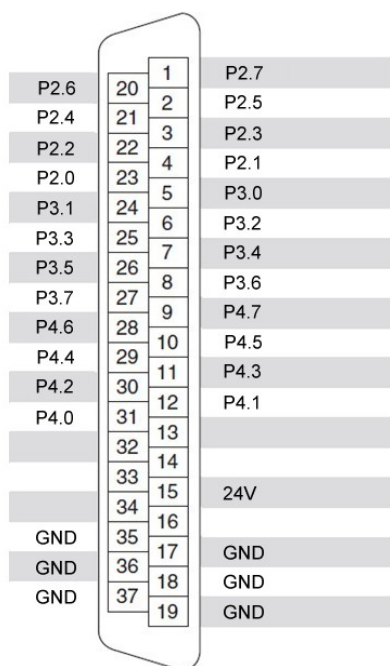 1 P2.7
P2.6 20
2 P2.5
P2.4 21
3 P2.3
P2.2 22
4 P2.1
P2.0 23
5 P3.0
P3.1 24
6 P3.2
P3.3 25
7 P3.4
P3.5 26
8 P3.6
P3.7 27
9 P4.7
P4.6 28
10 P4.5
P4.4 29
11 P4.3
P4.2 30
12 P4.1
P4.0 31
13
32
14
33
15 24V
34
16
GND 35
17 GND
GND 36
18 GND
GND 37
19 GND